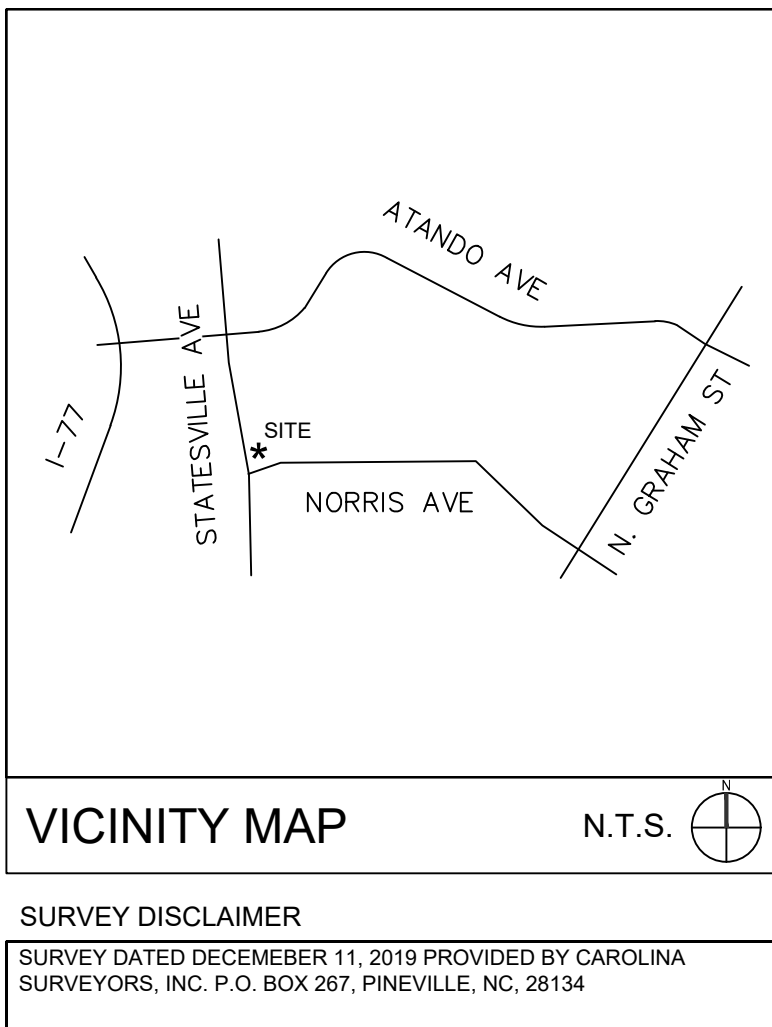 ATANDO AVE
STATESVILLE AVE
I-77
SITE
NORRIS AVE
N. GRAHAM ST
VICINITY MAP
N.T.S.
N
SURVEY DISCLAIMER
SURVEY DATED DECEMEBER 11, 2019 PROVIDED BY CAROLINA
SURVEYORS, INC. P.O. BOX 267, PINEVILLE, NC, 28134